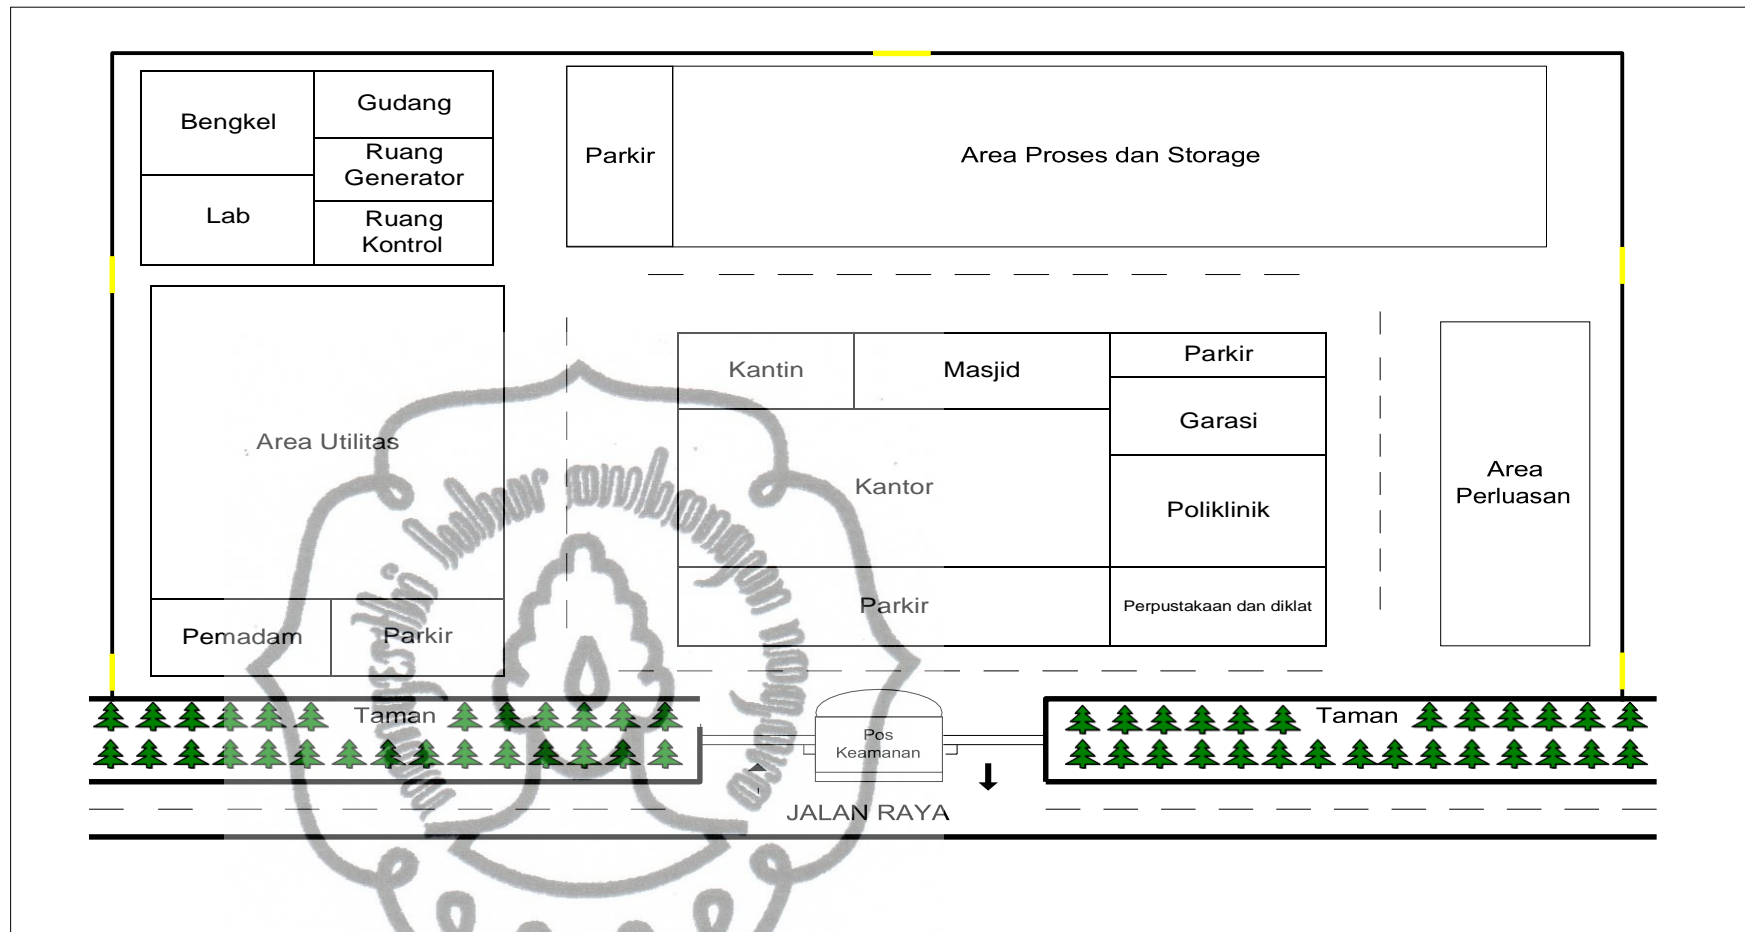 Bengkel
Gudang
Ruang
Generator
Lab
Ruang
Kontrol
Parkir
Area Proses dan Storage
Area Utilitas
Pemadam
Parkir
Kantin
Masjid
Parkir
Garasi
Kantor
Poliklinik
Parkir
Perpustakaan dan diklat
Area
Perluasan
Taman
Pos
Keamanan
Taman
JALAN RAYA